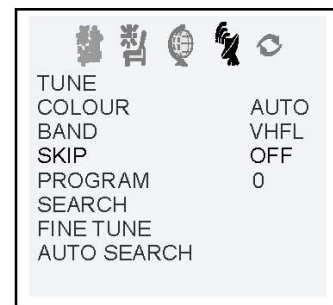 TUNE
COLOUR AUTO
BAND VHFL
SKIP OFF
PROGRAM 0
SEARCH
FINE TUNE
AUTO SEARCH